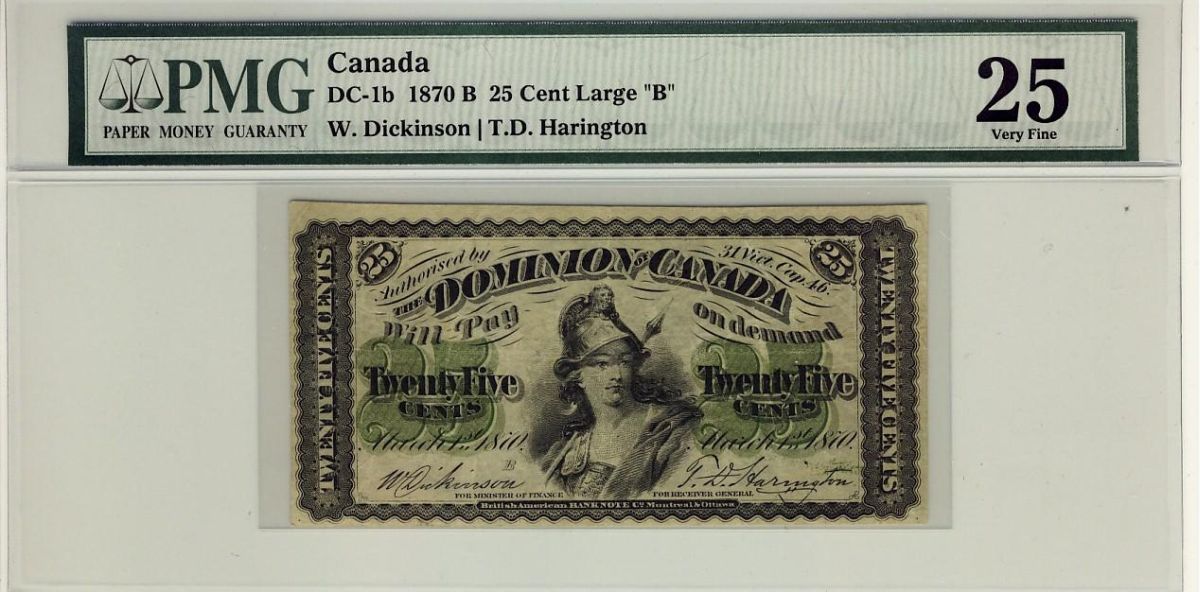 PMG
PAPER MONEY GUARANTY
Canada
DC-1b 1870 B 25 Cent Large "B"
W. Dickinson | T.D. Harington
25
Very Fine
25
Authorised by
31 Vict. Cap. 46.
25
THE DOMINION OF CANADA
Will Pay
on demand
TWENTY FIVE CENTS
25
Twenty Five
CENTS
25
Twenty Five
CENTS
TWENTY FIVE CENTS
March 1st 1870.
March 1st 1870.
B
W Dickinson
T. D. Harington
FOR MINISTER OF FINANCE
FOR RECEIVER GENERAL
British American BANK NOTE Co. Montreal & Ottawa